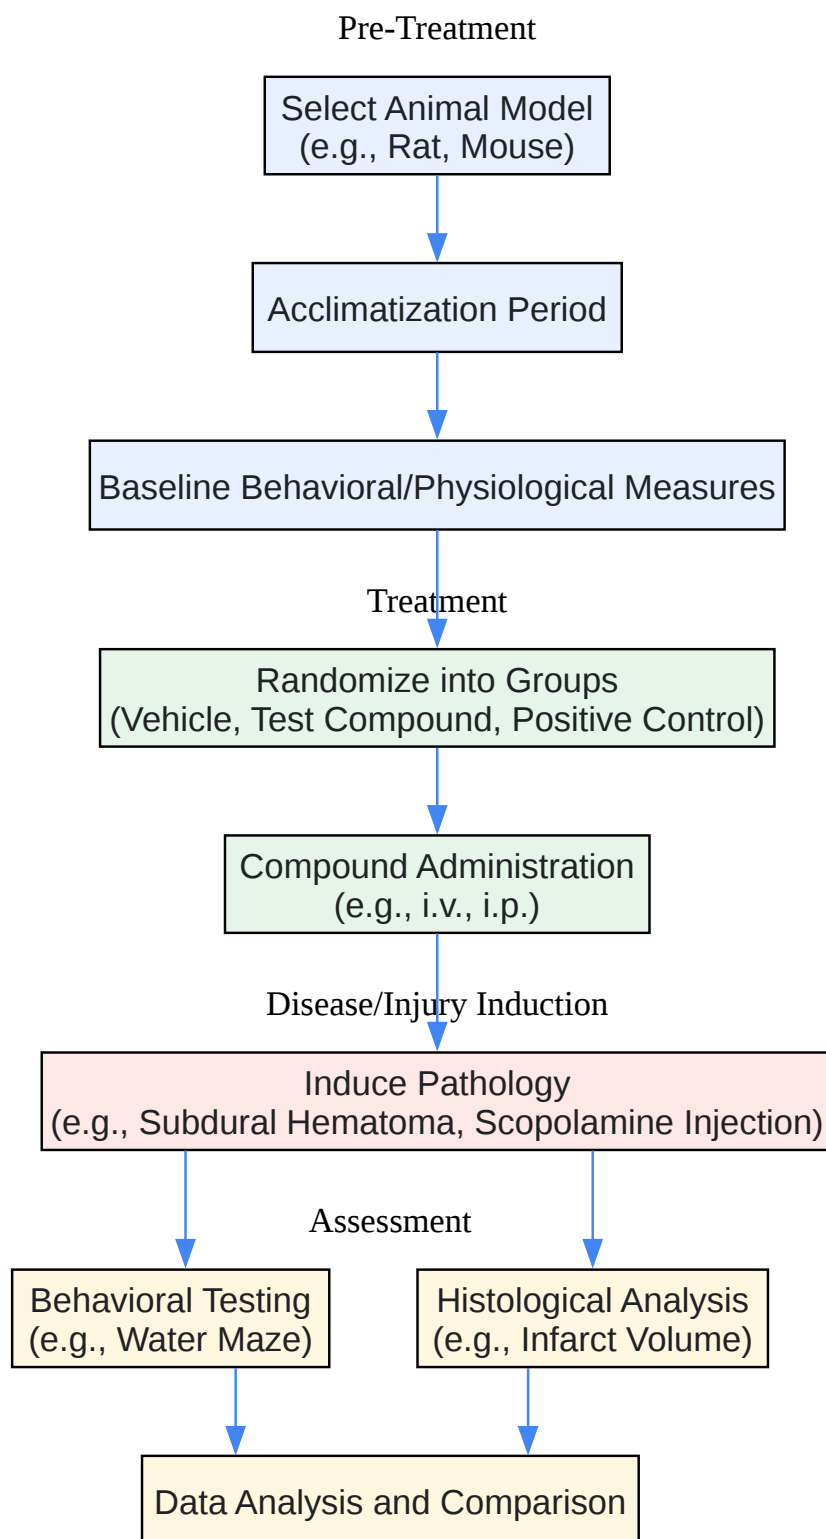 Pre-Treatment
Select Animal Model
(e.g., Rat, Mouse)
Acclimatization Period
Baseline Behavioral/Physiological Measures
Treatment
Randomize into Groups
(Vehicle, Test Compound, Positive Control)
Compound Administration
(e.g., i.v., i.p.)
Disease/Injury Induction
Induce Pathology
(e.g., Subdural Hematoma, Scopolamine Injection)
Assessment
Behavioral Testing
(e.g., Water Maze)
Histological Analysis
(e.g., Infarct Volume)
Data Analysis and Comparison